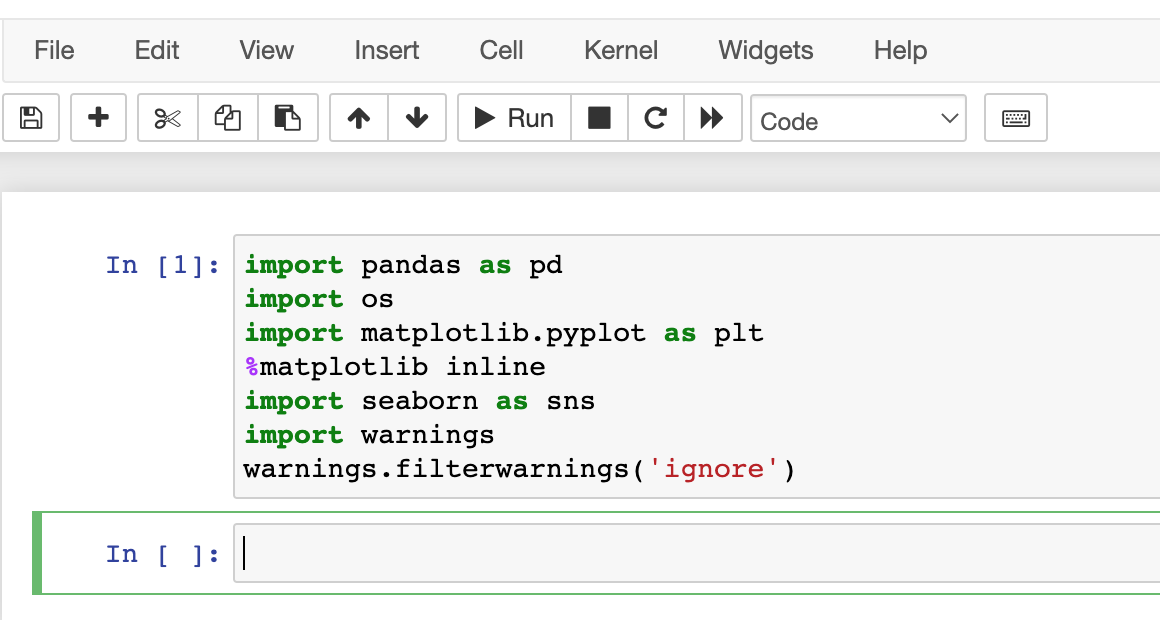 File Edit View Insert Cell Kernel Widgets Help
Run Code
In [1]: import pandas as pd
import os
import matplotlib.pyplot as plt
%matplotlib inline
import seaborn as sns
import warnings
warnings.filterwarnings('ignore')
In [ ]: